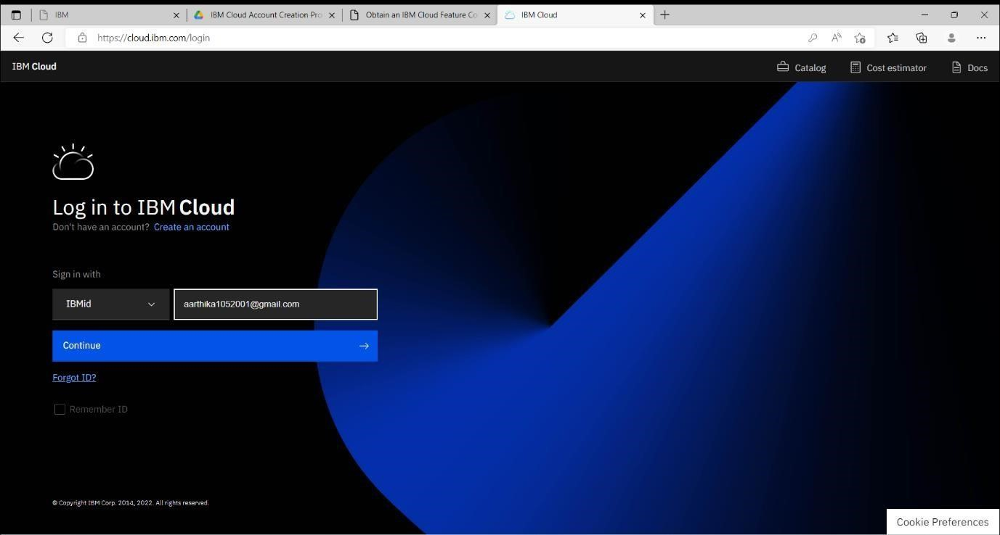 IBM
IBM Cloud Account Creation Pro
Obtain an IBM Cloud Feature Co
IBM Cloud
https://cloud.ibm.com/login
IBM Cloud
Catalog
Cost estimator
Docs
Log in to IBM Cloud
Don't have an account? Create an account
Sign in with
IBMid
aarthika1052001@gmail.com
Continue
Forgot ID?
Remember ID
© Copyright IBM Corp. 2014, 2022. All rights reserved.
Cookie Preferences